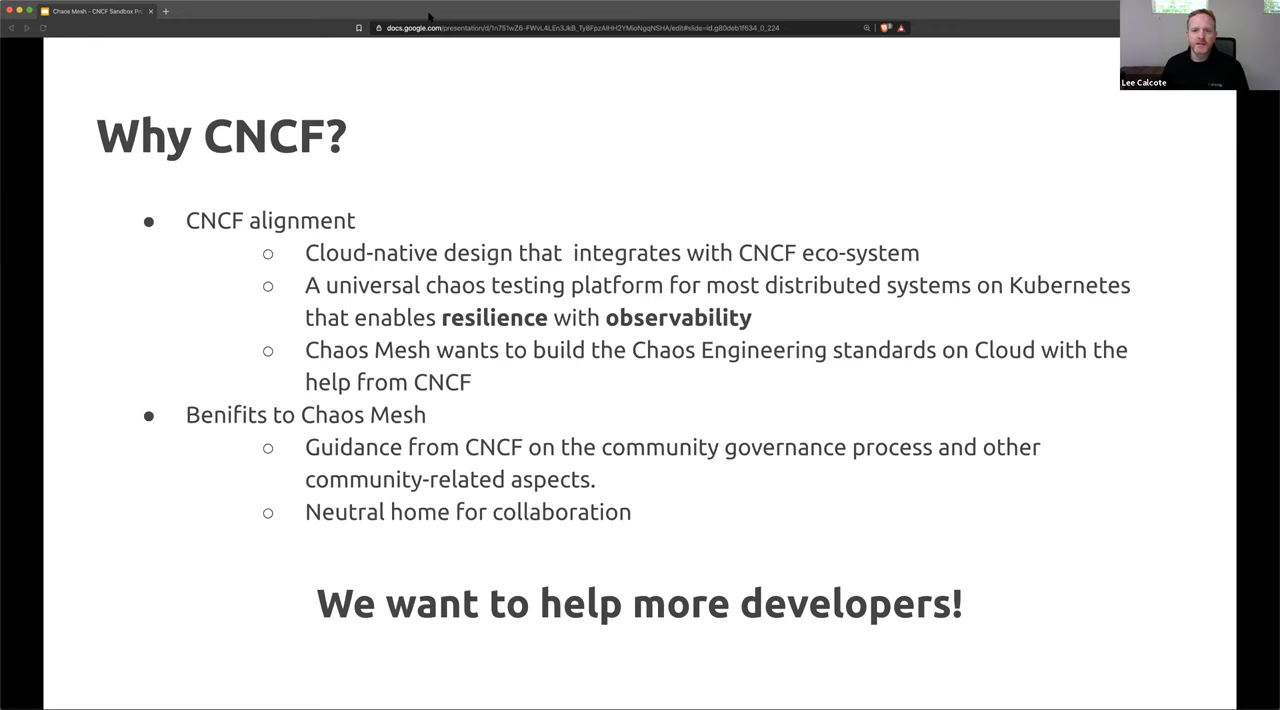 Chaos Mesh - CNCF Sandbox Pr
docs.google.com/presentation/d/1n751wZ6-FWvL4LEn3JkB_Ty8FpzAIHH2YMioNgqNSHA/edit#slide=id.g80deb1f634_0_224
Lee Calcote
Why CNCF?
● CNCF alignment
○ Cloud-native design that integrates with CNCF eco-system
○ A universal chaos testing platform for most distributed systems on Kubernetes
that enables resilience with observability
○ Chaos Mesh wants to build the Chaos Engineering standards on Cloud with the
help from CNCF
● Benifits to Chaos Mesh
○ Guidance from CNCF on the community governance process and other
community-related aspects.
○ Neutral home for collaboration
We want to help more developers!